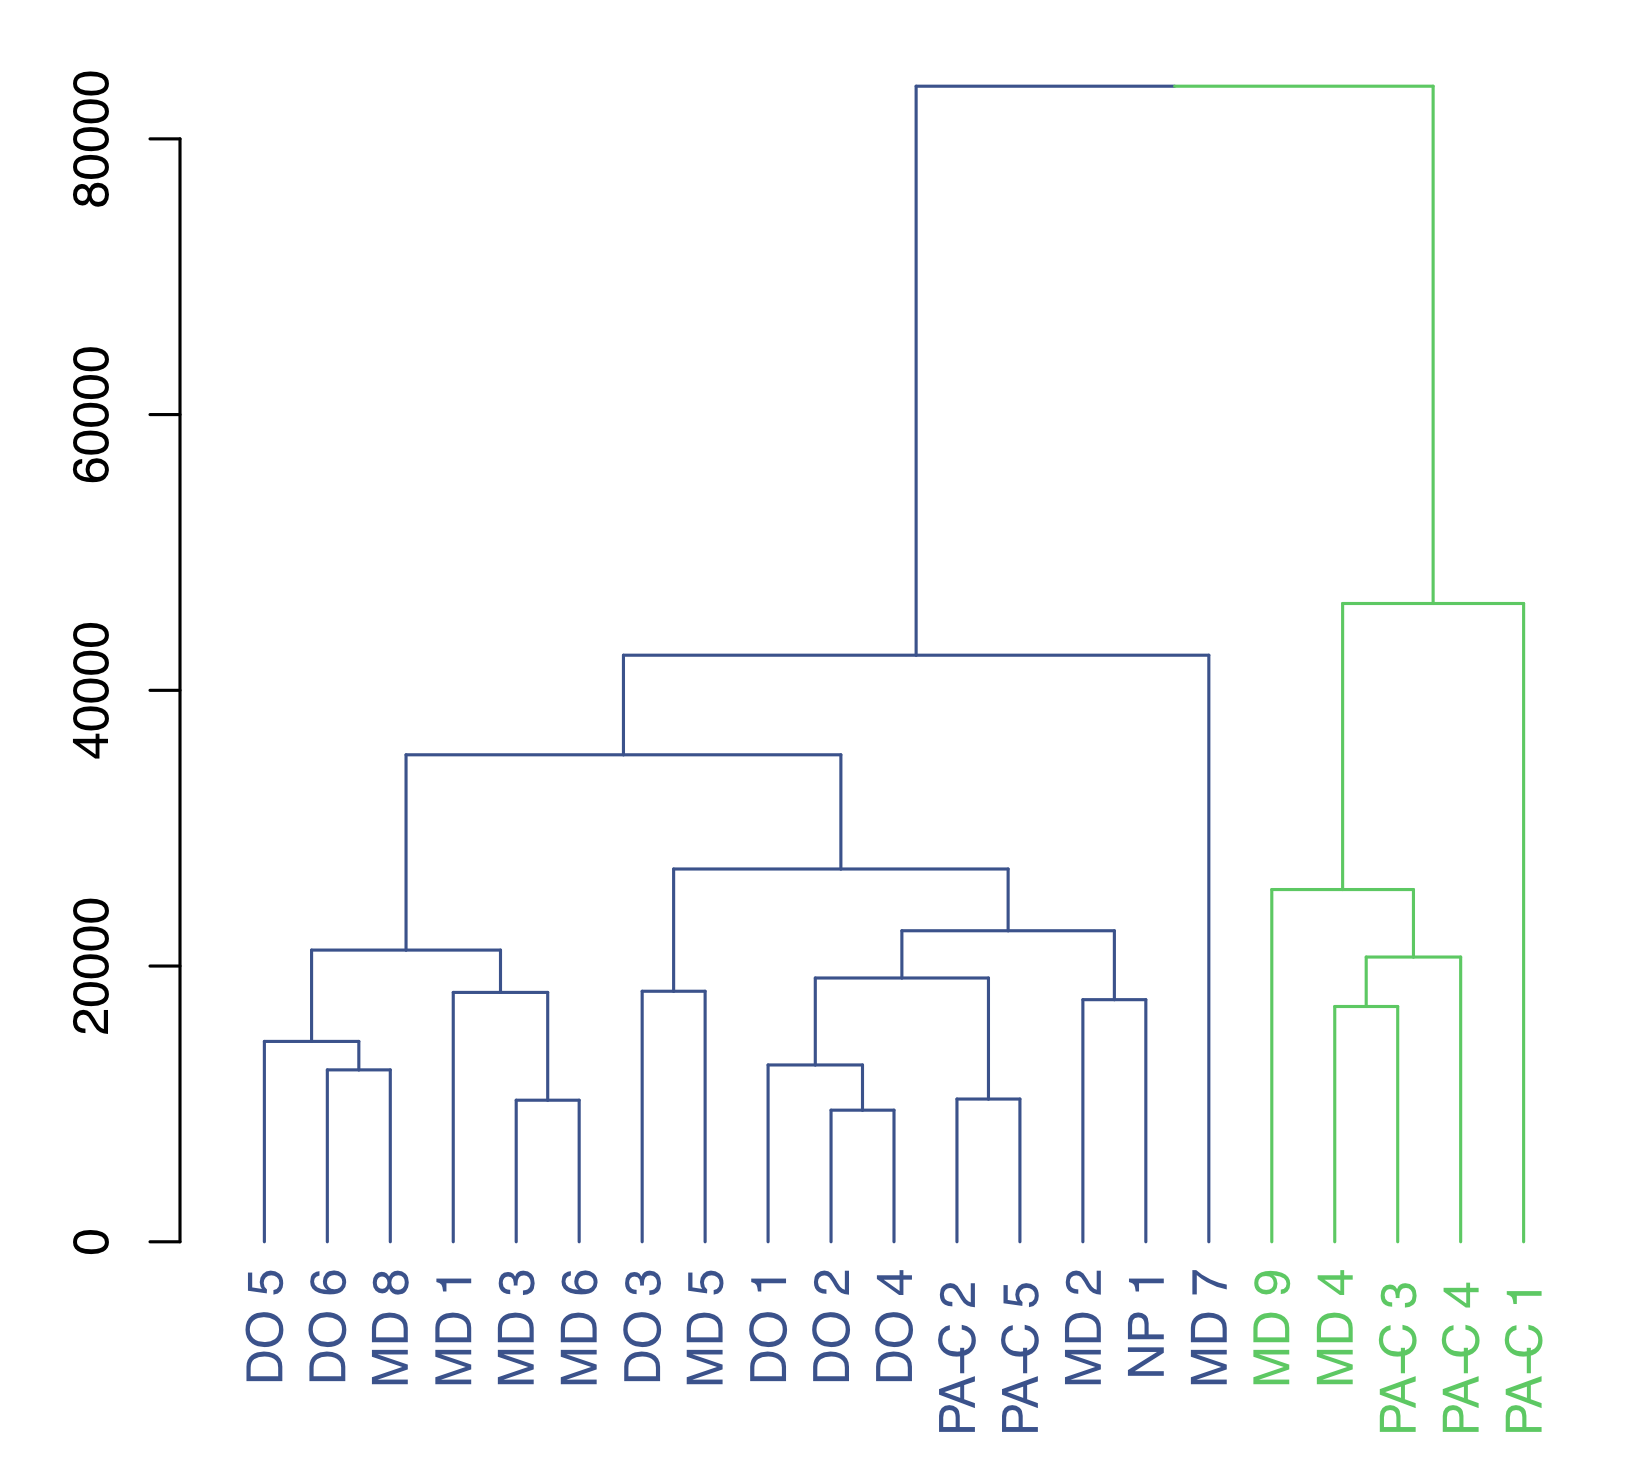 80000
60000
40000
20000
0
DO 5
DO 6
MD 8
MD 1
MD 3
MD 6
DO 3
MD 5
DO 1
DO 2
DO 4
PA-C 2
PA-C 5
MD 2
NP 1
MD 7
MD 9
MD 4
PA-C 3
PA-C 4
PA-C 1